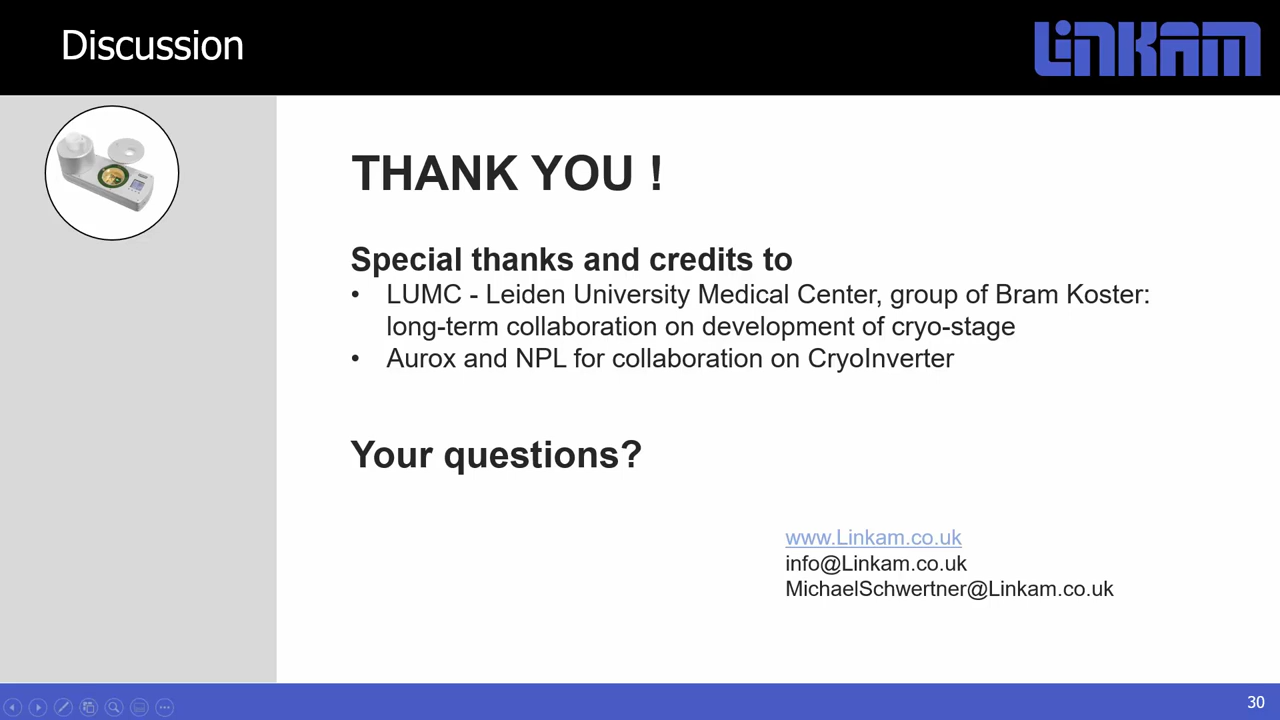 Discussion
LINKAM
THANK YOU !
Special thanks and credits to
• LUMC - Leiden University Medical Center, group of Bram Koster:
long-term collaboration on development of cryo-stage
• Aurox and NPL for collaboration on CryoInverter
Your questions?
www.Linkam.co.uk
info@Linkam.co.uk
MichaelSchwertner@Linkam.co.uk
30